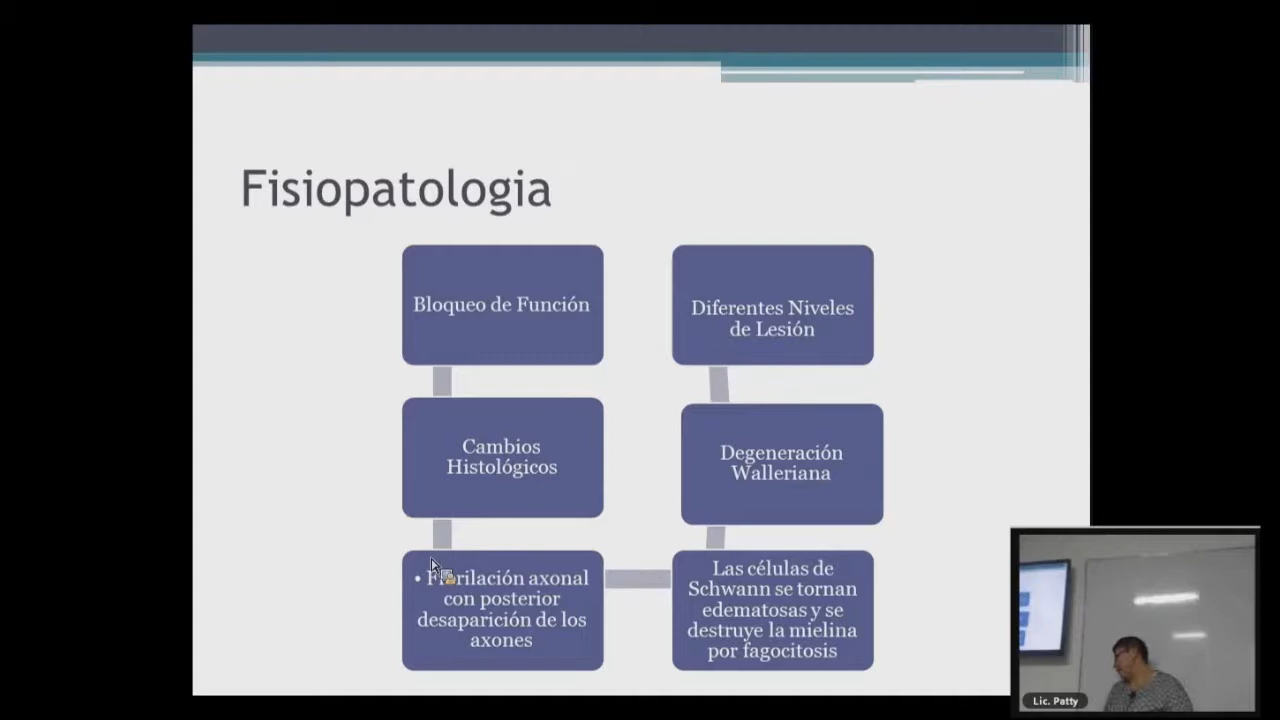 Fisiopatologia
Bloqueo de Función
Cambios
Histológicos
• Fibrilación axonal
con posterior
desaparición de los
axones
Las células de
Schwann se tornan
edematosas y se
destruye la mielina
por fagocitosis
Degeneración
Walleriana
Diferentes Niveles
de Lesión
Lic. Patty